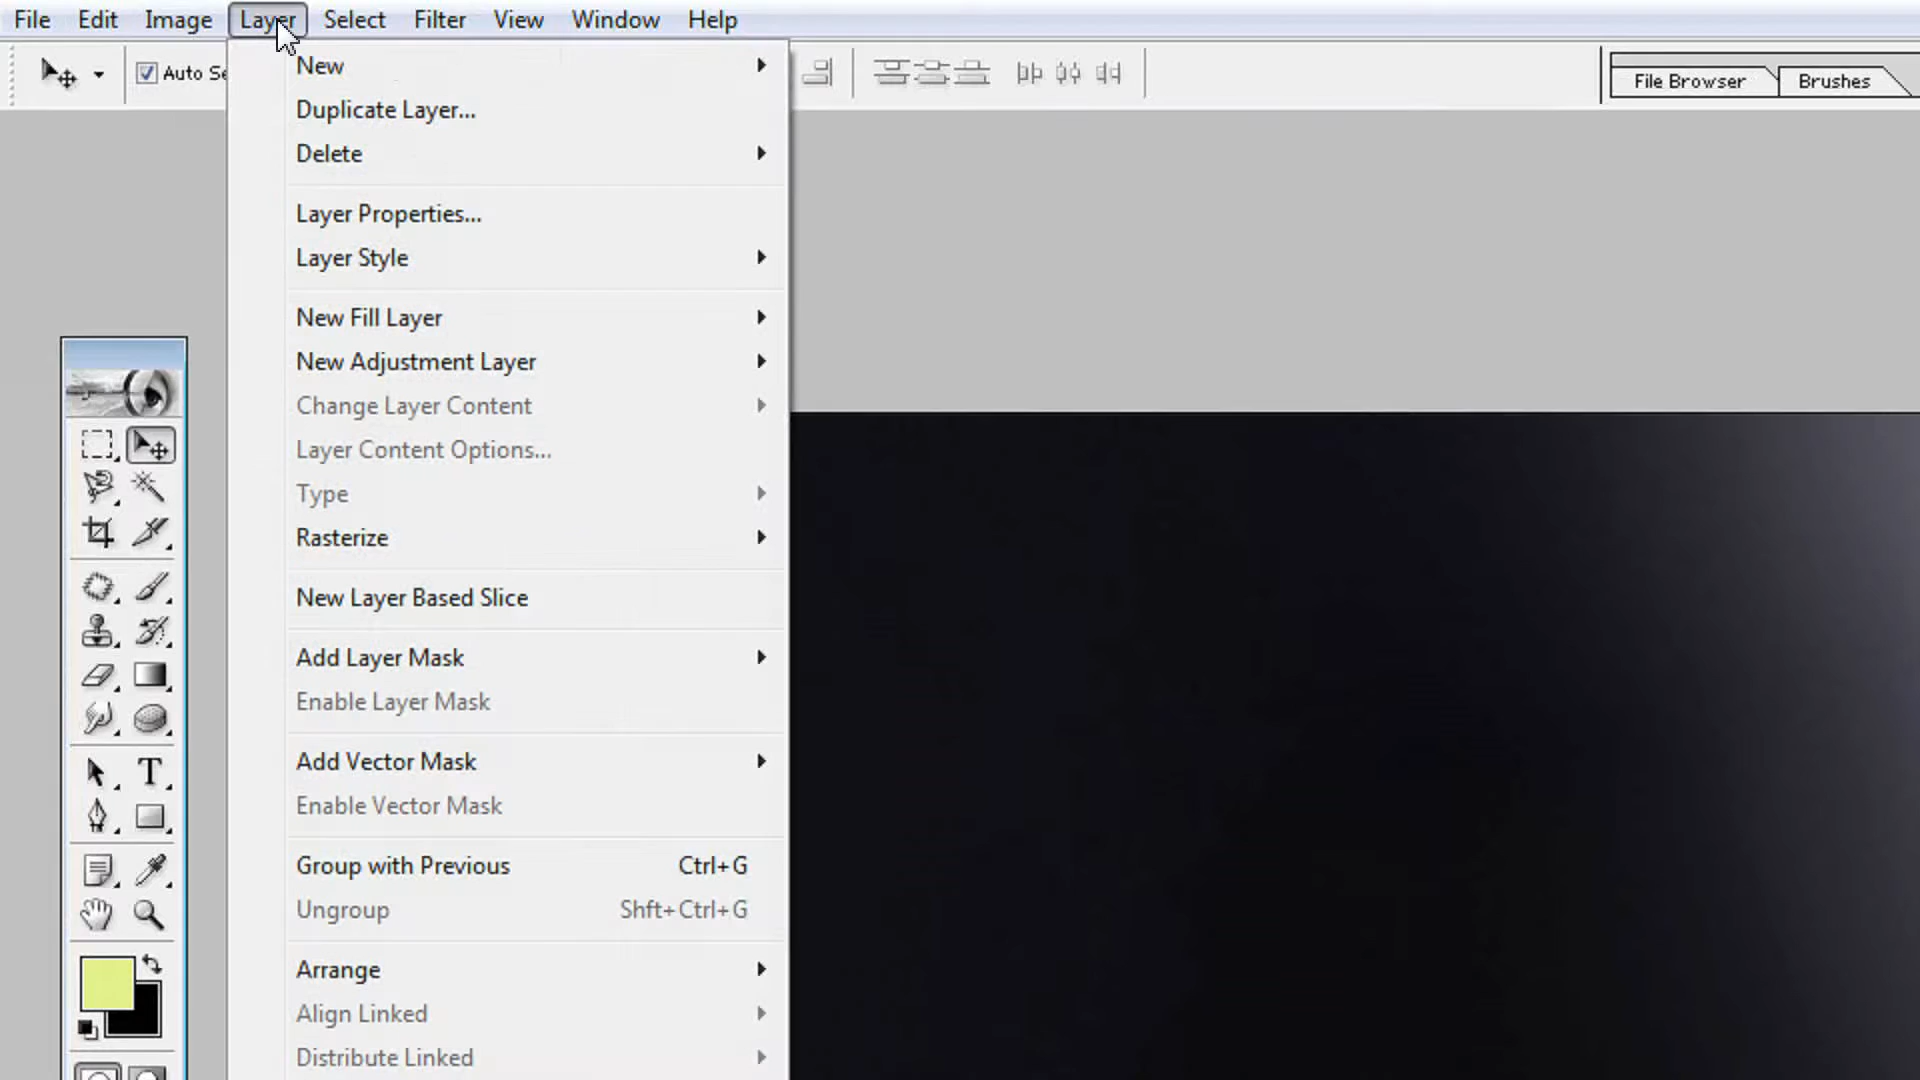 File Edit Image Layer Select Filter View Window Help
Auto Se
File Browser Brushes
New
Duplicate Layer...
Delete
Layer Properties...
Layer Style
New Fill Layer
New Adjustment Layer
Change Layer Content
Layer Content Options...
Type
Rasterize
New Layer Based Slice
Add Layer Mask
Enable Layer Mask
Add Vector Mask
Enable Vector Mask
Group with Previous Ctrl+G
Ungroup Shft+Ctrl+G
Arrange
Align Linked
Distribute Linked